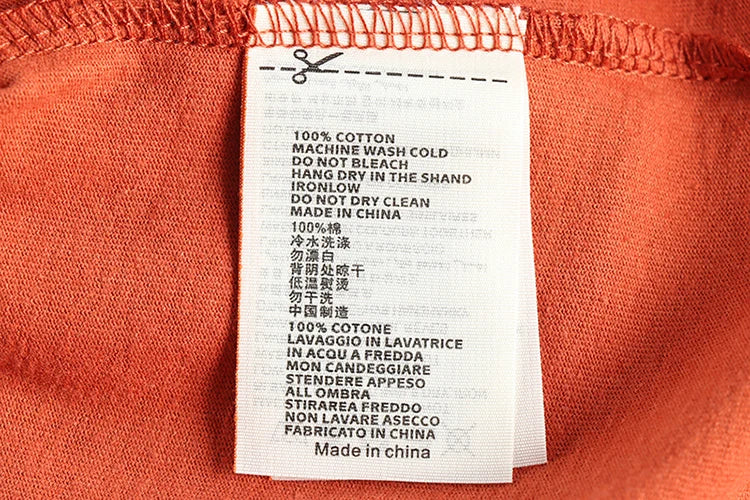 100% COTTON
MACHINE WASH COLD
DO NOT BLEACH
HANG DRY IN THE SHAND
IRONLOW
DO NOT DRY CLEAN
MADE IN CHINA
100%棉
冷水洗涤
勿漂白
背阴处晾干
低温熨烫
勿干洗
中国制造
100% COTONE
LAVAGGIO IN LAVATRICE
IN ACQU A FREDDA
MON CANDEGGIARE
STENDERE APPESO
ALL OMBRA
STIRAREA FREDDO
NON LAVARE ASECCO
FABRICATO IN CHINA
Made in china